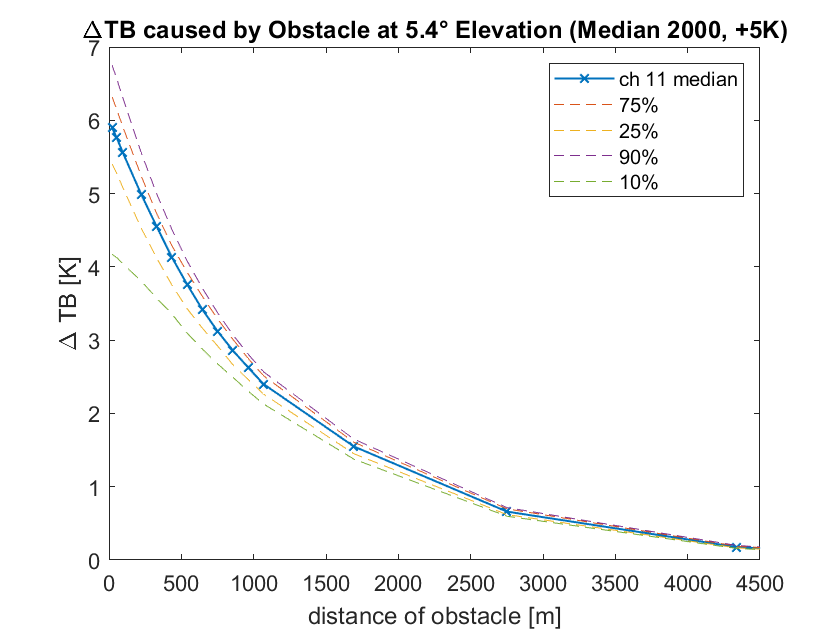 ΔTB caused by Obstacle at 5.4° Elevation (Median 2000, +5K)
7
6
5
4
3
2
1
0
Δ TB [K]
ch 11 median
75%
25%
90%
10%
0 500 1000 1500 2000 2500 3000 3500 4000 4500
distance of obstacle [m]